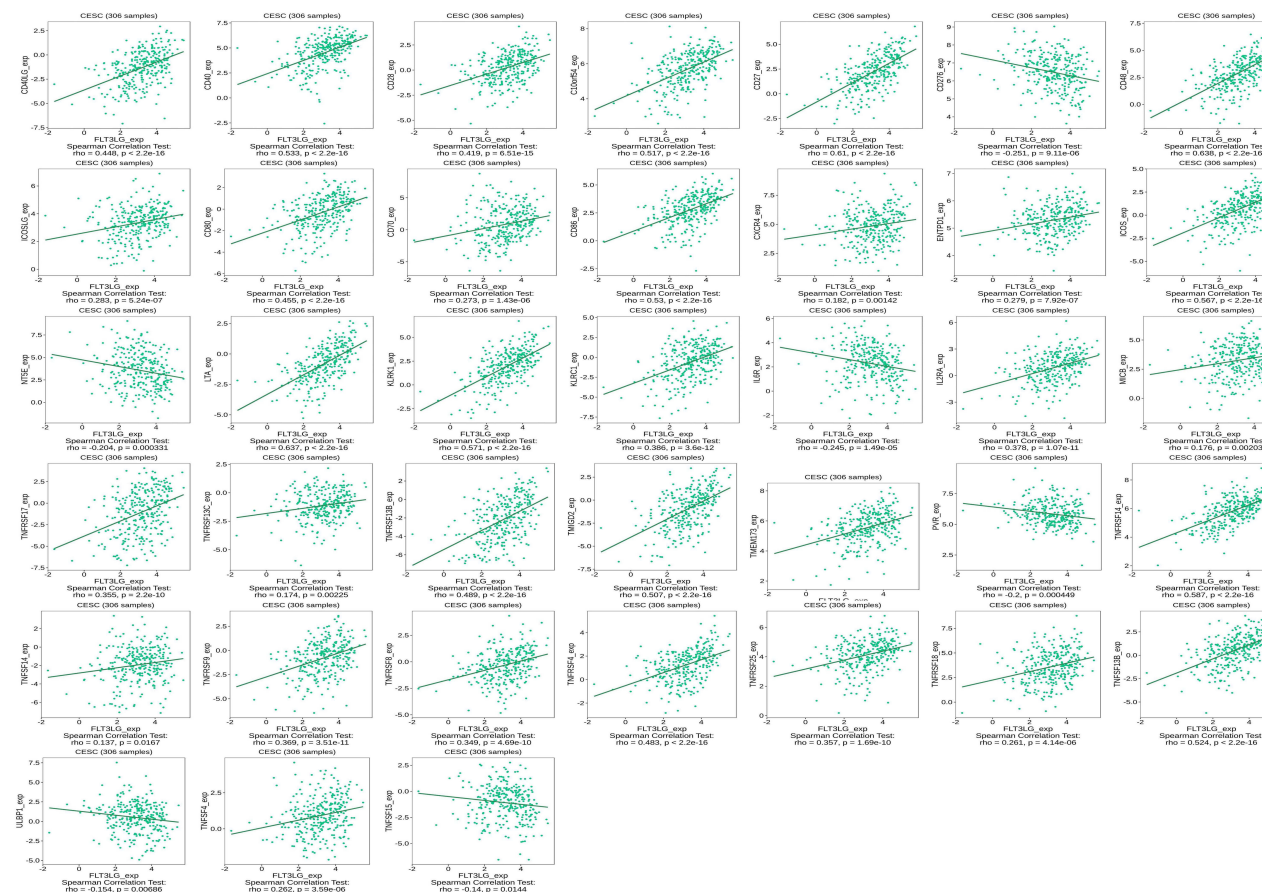 CESC (306 samples) CESC (306 samples) CESC (306 samples) CESC (306 samples) CESC (306 samples) CESC (306 samples) CESC (306 samples)
CD40LG_exp CD40_exp CD28_exp C10orf54_exp CD27_exp CD276_exp CD48_exp
FLT3LG_exp FLT3LG_exp FLT3LG_exp FLT3LG_exp FLT3LG_exp FLT3LG_exp FLT3LG_exp
Spearman Correlation Test: Spearman Correlation Test: Spearman Correlation Test: Spearman Correlation Test: Spearman Correlation Test: Spearman Correlation Test: Spearman Correlation Test:
rho = 0.448, p < 2.2e-16 rho = 0.533, p < 2.2e-16 rho = 0.419, p = 6.51e-15 rho = 0.517, p < 2.2e-16 rho = 0.61, p < 2.2e-16 rho = -0.251, p = 9.11e-06 rho = 0.638, p < 2.2e-16
CESC (306 samples) CESC (306 samples) CESC (306 samples) CESC (306 samples) CESC (306 samples) CESC (306 samples) CESC (306 samples)
ICOSLG_exp CD80_exp CD70_exp CD86_exp CXCR4_exp ENTPD1_exp ICOS_exp
FLT3LG_exp FLT3LG_exp FLT3LG_exp FLT3LG_exp FLT3LG_exp FLT3LG_exp FLT3LG_exp
Spearman Correlation Test: Spearman Correlation Test: Spearman Correlation Test: Spearman Correlation Test: Spearman Correlation Test: Spearman Correlation Test: Spearman Correlation Test:
rho = 0.283, p = 5.24e-07 rho = 0.455, p < 2.2e-16 rho = 0.273, p = 1.43e-06 rho = 0.53, p < 2.2e-16 rho = 0.182, p = 0.00142 rho = 0.279, p = 7.92e-07 rho = 0.567, p < 2.2e-16
CESC (306 samples) CESC (306 samples) CESC (306 samples) CESC (306 samples) CESC (306 samples) CESC (306 samples) CESC (306 samples)
NT5E_exp LTA_exp KLRK1_exp KLRC1_exp IL6R_exp IL2RA_exp MICB_exp
FLT3LG_exp FLT3LG_exp FLT3LG_exp FLT3LG_exp FLT3LG_exp FLT3LG_exp FLT3LG_exp
Spearman Correlation Test: Spearman Correlation Test: Spearman Correlation Test: Spearman Correlation Test: Spearman Correlation Test: Spearman Correlation Test: Spearman Correlation Test:
rho = -0.204, p = 0.000331 rho = 0.637, p < 2.2e-16 rho = 0.571, p < 2.2e-16 rho = 0.386, p = 3.6e-12 rho = -0.245, p = 1.49e-05 rho = 0.378, p = 1.07e-11 rho = 0.176, p = 0.00203
CESC (306 samples) CESC (306 samples) CESC (306 samples) CESC (306 samples) CESC (306 samples) CESC (306 samples) CESC (306 samples)
TNFRSF17_exp TNFRSF13C_exp TNFRSF13B_exp TMIGD2_exp TMEM173_exp PVR_exp TNFRSF14_exp
FLT3LG_exp FLT3LG_exp FLT3LG_exp FLT3LG_exp FLT3LG_exp FLT3LG_exp
Spearman Correlation Test: Spearman Correlation Test: Spearman Correlation Test: Spearman Correlation Test: Spearman Correlation Test: Spearman Correlation Test:
rho = 0.355, p = 2.2e-10 rho = 0.174, p = 0.00225 rho = 0.489, p < 2.2e-16 rho = 0.507, p < 2.2e-16 rho = -0.2, p = 0.000449 rho = 0.587, p < 2.2e-16
CESC (306 samples) CESC (306 samples) CESC (306 samples) CESC (306 samples) CESC (306 samples) CESC (306 samples) CESC (306 samples)
TNFSF14_exp TNFRSF9_exp TNFRSF8_exp TNFRSF4_exp TNFRSF25_exp TNFRSF18_exp TNFSF13B_exp
FLT3LG_exp FLT3LG_exp FLT3LG_exp FLT3LG_exp FLT3LG_exp FLT3LG_exp FLT3LG_exp
Spearman Correlation Test: Spearman Correlation Test: Spearman Correlation Test: Spearman Correlation Test: Spearman Correlation Test: Spearman Correlation Test: Spearman Correlation Test:
rho = 0.137, p = 0.0167 rho = 0.369, p = 3.51e-11 rho = 0.349, p = 4.69e-10 rho = 0.483, p < 2.2e-16 rho = 0.357, p = 1.69e-10 rho = 0.261, p = 4.14e-06 rho = 0.524, p < 2.2e-16
CESC (306 samples) CESC (306 samples) CESC (306 samples)
ULBP1_exp TNFSF4_exp TNFSF15_exp
FLT3LG_exp FLT3LG_exp FLT3LG_exp
Spearman Correlation Test: Spearman Correlation Test: Spearman Correlation Test:
rho = -0.154, p = 0.00686 rho = 0.262, p = 3.59e-06 rho = -0.14, p = 0.0144